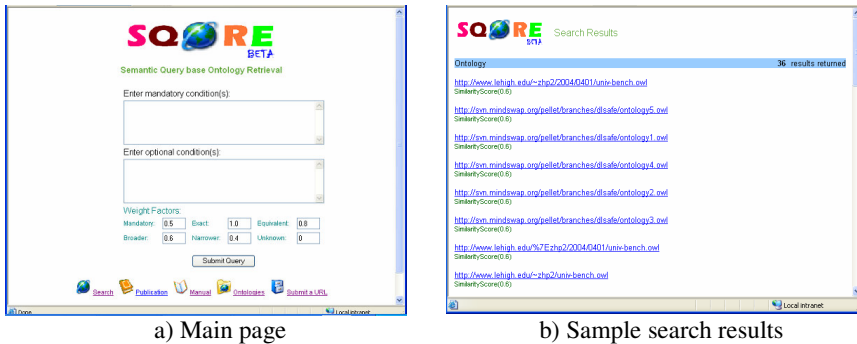 SQORE
BETA
Semantic Query base Ontology Retrieval
Enter mandatory condition(s):
Enter optional condition(s):
Weight Factors:
Mandatory: 0.5 Exact: 1.0 Equivalent: 0.8
Broader: 0.6 Narrower: 0.4 Unknown: 0
Submit Query
Search Publication Manual Ontologies Submit a URL
Done Local intranet
a) Main page
SQORE
BETA
Search Results
Ontology 36 results returned
http://www.lehigh.edu/~zhp2/2004/0401/univ-bench.owl
SimilarityScore(0.6)
http://svn.mindswap.org/pellet/branches/dlsafe/ontology5.owl
SimilarityScore(0.6)
http://svn.mindswap.org/pellet/branches/dlsafe/ontology1.owl
SimilarityScore(0.6)
http://svn.mindswap.org/pellet/branches/dlsafe/ontology4.owl
SimilarityScore(0.6)
http://svn.mindswap.org/pellet/branches/dlsafe/ontology2.owl
SimilarityScore(0.6)
http://svn.mindswap.org/pellet/branches/dlsafe/ontology3.owl
SimilarityScore(0.6)
http://www.lehigh.edu/%7Ezhp2/2004/0401/univ-bench.owl
SimilarityScore(0.6)
http://www.lehigh.edu/~zhp2/univ-bench.owl
SimilarityScore(0.6)
Local intranet
b) Sample search results